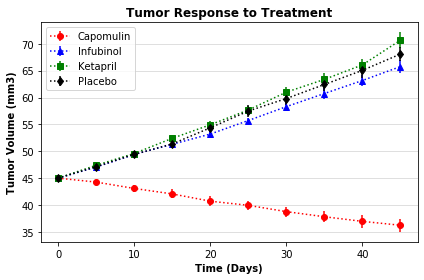 Tumor Response to Treatment
Capomulin
Infubinol
Ketapril
Placebo
Tumor Volume (mm3)
70
65
60
55
50
45
40
35
0 10 20 30 40
Time (Days)